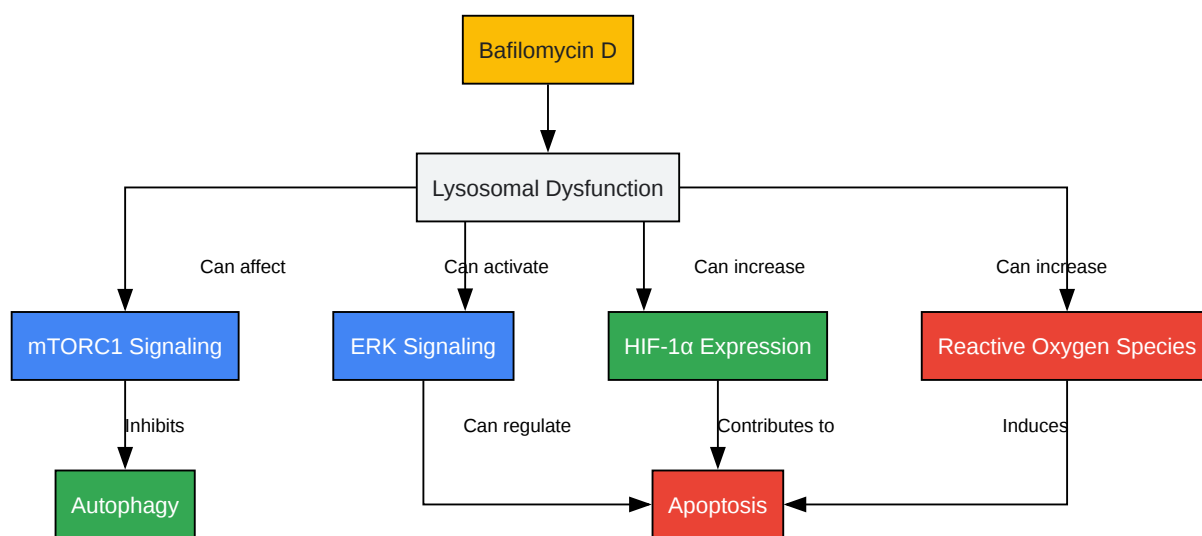 Bafilomycin D
Lysosomal Dysfunction
Can affect
Can activate
Can increase
Can increase
mTORC1 Signaling
ERK Signaling
HIF-1α Expression
Reactive Oxygen Species
Inhibits
Can regulate
Contributes to
Induces
Autophagy
Apoptosis